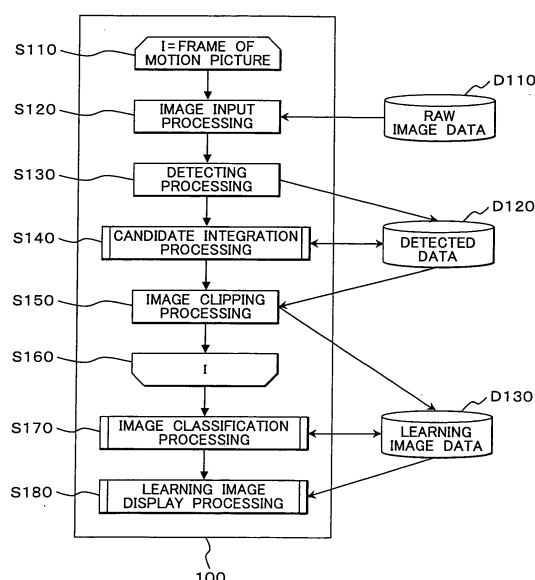 S110
I=FRAME OF
MOTION PICTURE
D110
S120
IMAGE INPUT
PROCESSING
RAW
IMAGE DATA
S130
DETECTING
PROCESSING
D120
S140
CANDIDATE INTEGRATION
PROCESSING
DETECTED
DATA
S150
IMAGE CLIPPING
PROCESSING
S160
I
D130
S170
IMAGE CLASSIFICATION
PROCESSING
LEARNING
IMAGE DATA
S180
LEARNING IMAGE
DISPLAY PROCESSING
100